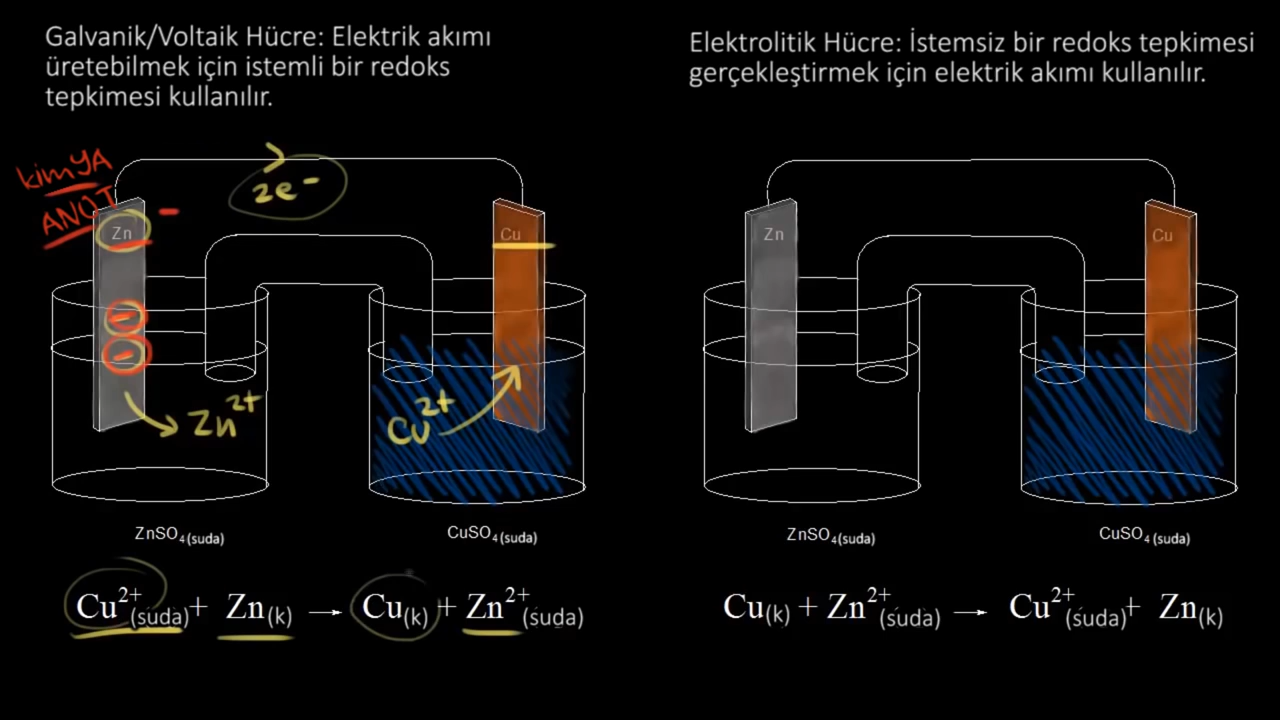 Galvanik/Voltaik Hücre: Elektrik akımı
üretebilmek için istemli bir redoks
tepkimesi kullanılır.
Elektrolitik Hücre: İstemsiz bir redoks tepkimesi
gerçekleştirmek için elektrik akımı kullanılır.
kimYA
ANOT
2e⁻
-
Zn
Cu
-
-
Zn²⁺
Cu²⁺
ZnSO₄(suda)
CuSO₄(suda)
Cu²⁺(suda) + Zn(k) → Cu(k) + Zn²⁺(suda)
Zn
Cu
ZnSO₄(suda)
CuSO₄(suda)
Cu(k) + Zn²⁺(suda) → Cu²⁺(suda) + Zn(k)